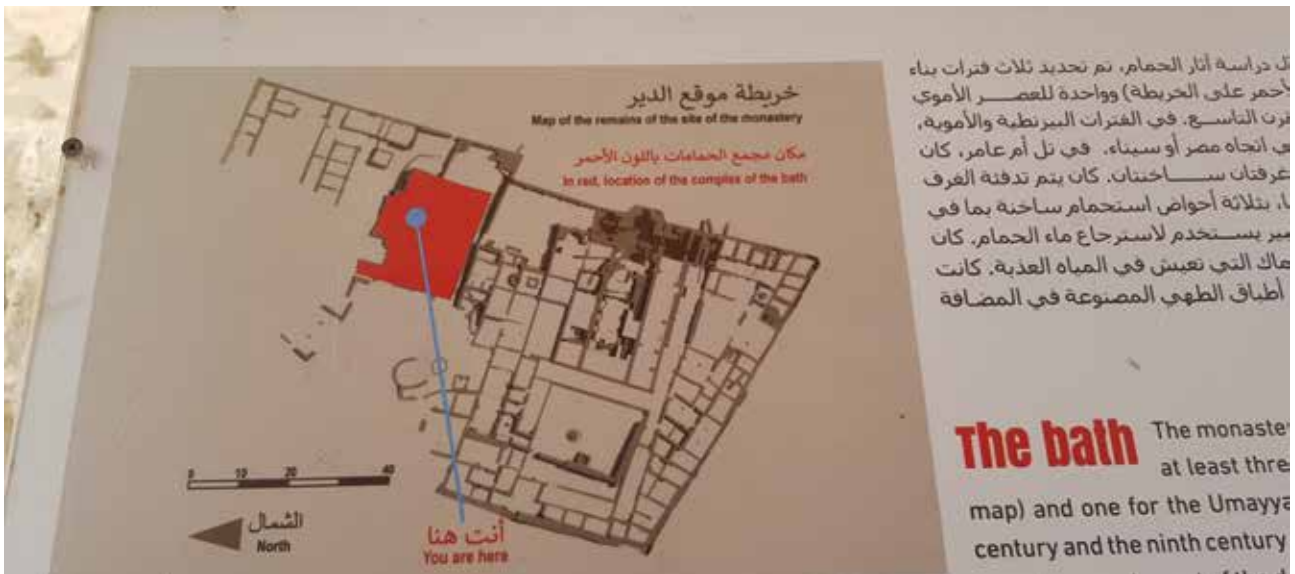 خريطة موقع الدير
Map of the remains of the site of the monastery
مكان مجمع الحمامات باللون الأحمر
In red, location of the complex of the bath
0 10 20 40
الشمال
North
أنت هنا
You are here
دراسة آثار الحمام، تم تحديد ثلاث فترات بناء
على الخريطة) وواحدة للعصر الأموي
التاسع. في الفترات البيزنطية والأموية،
اتجاه مصر أو سيناء. في تل أم عامر، كان
غرفتان ساخنتان. كان يتم تدفئة الغرف
بثلاثة أحواض استحمام ساخنة بما في
يستخدم لاسترجاع ماء الحمام. كان
التي تعيش في المياه العذبة. كانت
أطباق الطهي المصنوعة في المضافة
The bath
The monaste
at least thre
map) and one for the Umayya
century and the ninth century